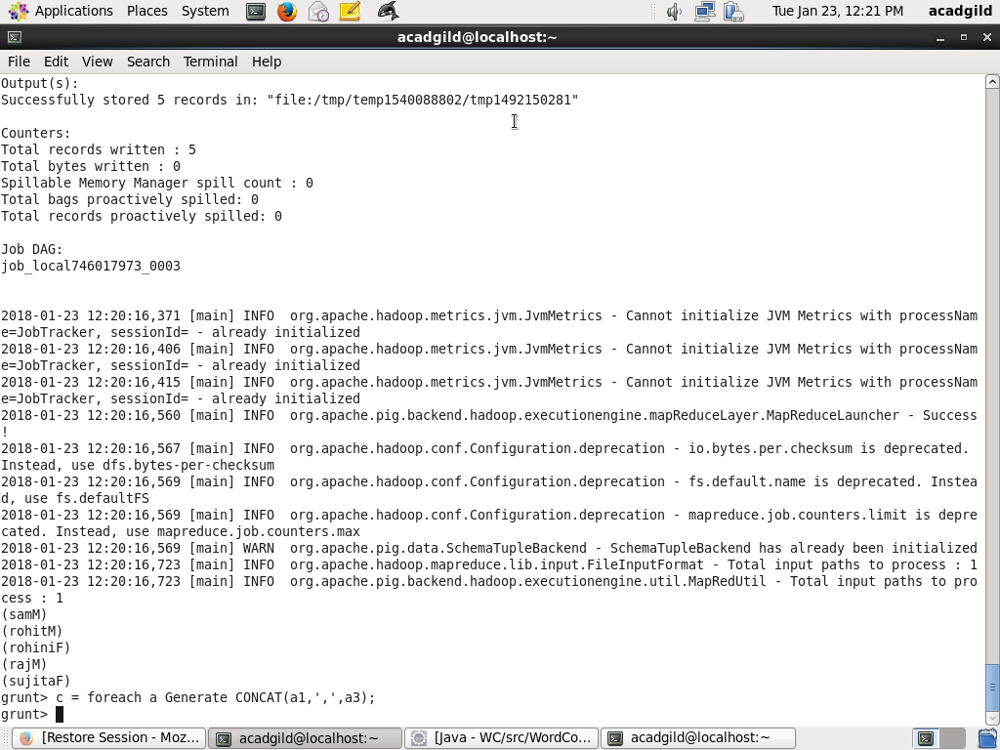 Applications Places System Tue Jan 23, 12:21 PM acadgild
acadgild@localhost:~
File Edit View Search Terminal Help
Output(s):
Successfully stored 5 records in: "file:/tmp/temp1540088802/tmp1492150281"
Counters:
Total records written : 5
Total bytes written : 0
Spillable Memory Manager spill count : 0
Total bags proactively spilled: 0
Total records proactively spilled: 0
Job DAG:
job_local746017973_0003
2018-01-23 12:20:16,371 [main] INFO  org.apache.hadoop.metrics.jvm.JvmMetrics - Cannot initialize JVM Metrics with processNam
e=JobTracker, sessionId= - already initialized
2018-01-23 12:20:16,406 [main] INFO  org.apache.hadoop.metrics.jvm.JvmMetrics - Cannot initialize JVM Metrics with processNam
e=JobTracker, sessionId= - already initialized
2018-01-23 12:20:16,415 [main] INFO  org.apache.hadoop.metrics.jvm.JvmMetrics - Cannot initialize JVM Metrics with processNam
e=JobTracker, sessionId= - already initialized
2018-01-23 12:20:16,560 [main] INFO  org.apache.pig.backend.hadoop.executionengine.mapReduceLayer.MapReduceLauncher - Success
!
2018-01-23 12:20:16,567 [main] INFO  org.apache.hadoop.conf.Configuration.deprecation - io.bytes.per.checksum is deprecated.
Instead, use dfs.bytes-per-checksum
2018-01-23 12:20:16,569 [main] INFO  org.apache.hadoop.conf.Configuration.deprecation - fs.default.name is deprecated. Instea
d, use fs.defaultFS
2018-01-23 12:20:16,569 [main] INFO  org.apache.hadoop.conf.Configuration.deprecation - mapreduce.job.counters.limit is depre
cated. Instead, use mapreduce.job.counters.max
2018-01-23 12:20:16,569 [main] WARN  org.apache.pig.data.SchemaTupleBackend - SchemaTupleBackend has already been initialized
2018-01-23 12:20:16,723 [main] INFO  org.apache.hadoop.mapreduce.lib.input.FileInputFormat - Total input paths to process : 1
2018-01-23 12:20:16,723 [main] INFO  org.apache.pig.backend.hadoop.executionengine.util.MapRedUtil - Total input paths to pro
cess : 1
(samM)
(rohitM)
(rohiniF)
(rajM)
(sujitaF)
grunt> c = foreach a Generate CONCAT(a1,',',a3);
grunt>
[Restore Session - Moz... acadgild@localhost:~ [Java - WC/src/WordCo... acadgild@localhost:~